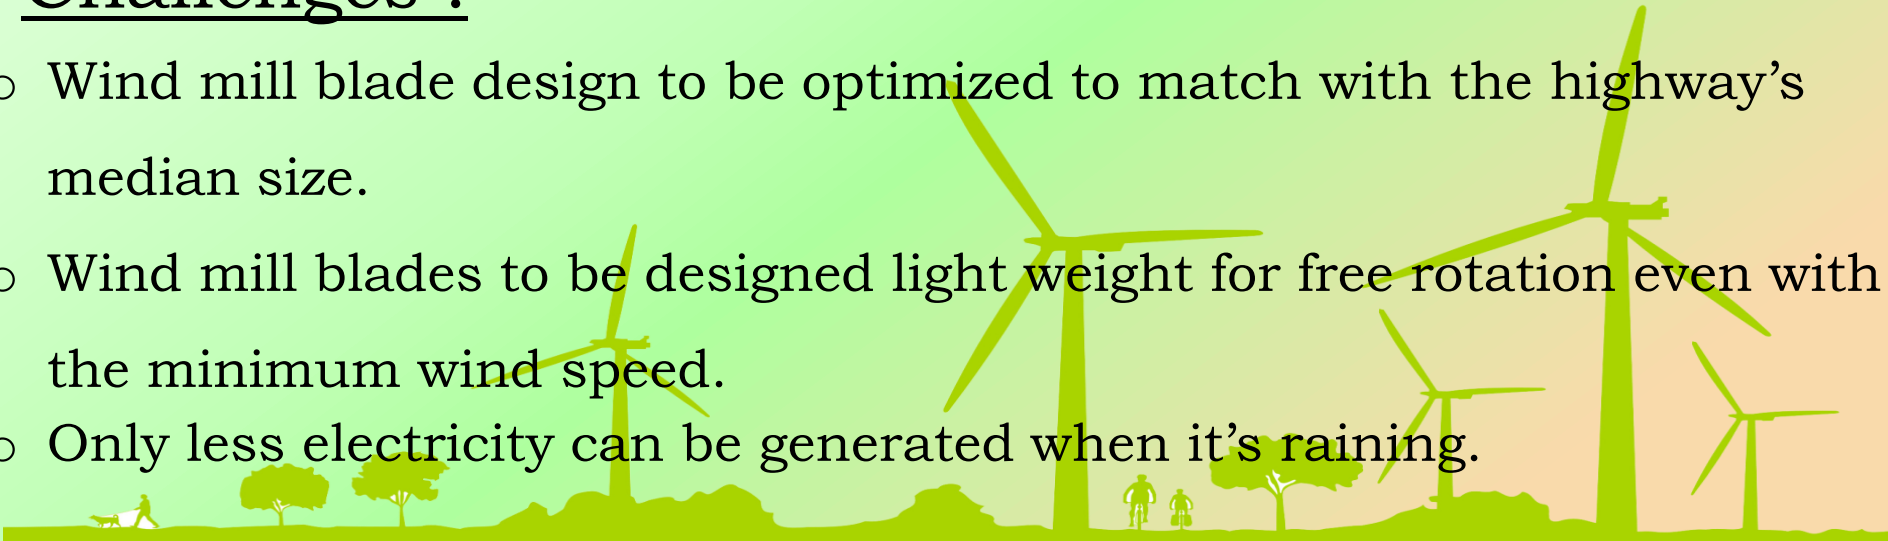 Challenges :
o Wind mill blade design to be optimized to match with the highway’s
median size.
o Wind mill blades to be designed light weight for free rotation even with
the minimum wind speed.
o Only less electricity can be generated when it’s raining.